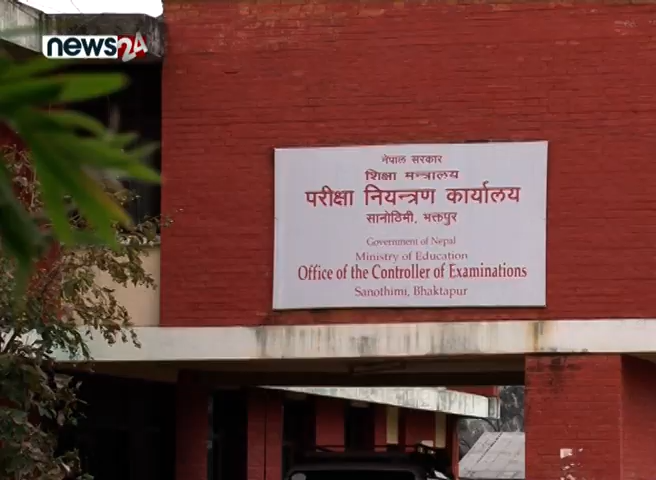 news24
नेपाल सरकार
शिक्षा मन्त्रालय
परीक्षा नियन्त्रण कार्यालय
सानोठिमी, भक्तपुर
Government of Nepal
Ministry of Education
Office of the Controller of Examinations
Sanothimi, Bhaktapur